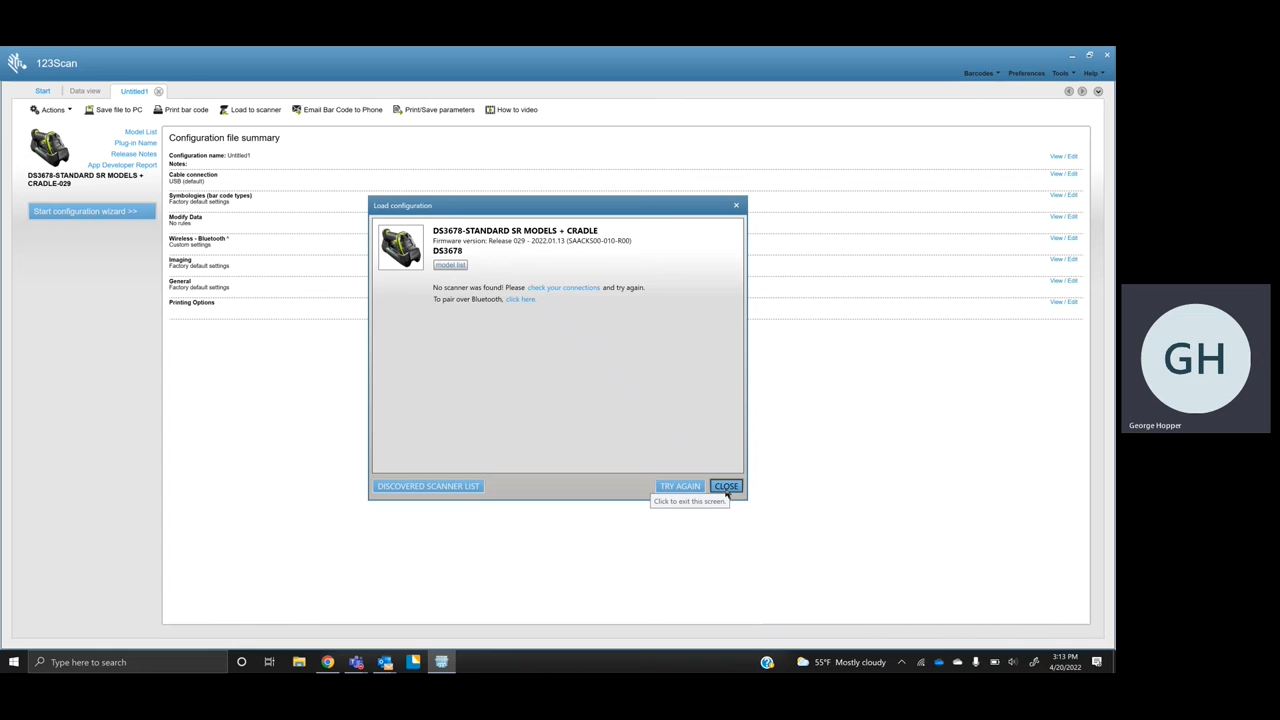 123Scan
Barcodes Preferences Tools Help
Start Data view Untitled1
Actions Save file to PC Print bar code Load to scanner Email Bar Code to Phone Print/Save parameters How to video
Model List
Plug-in Name
Release Notes
App Developer Report
DS3678-STANDARD SR MODELS +
CRADLE-029
Start configuration wizard >>
Configuration file summary
Configuration name: Untitled1 View / Edit
Notes:
Cable connection View / Edit
USB (default)
Symbologies (bar code types) View / Edit
Factory default settings
Modify Data View / Edit
No rules
Wireless - Bluetooth ^ View / Edit
Custom settings
Imaging View / Edit
Factory default settings
General View / Edit
Factory default settings
Printing Options View / Edit
Load configuration
DS3678-STANDARD SR MODELS + CRADLE
Firmware version: Release 029 - 2022.01.13 (SAACKS00-010-R00)
DS3678
model list
No scanner was found! Please check your connections and try again.
To pair over Bluetooth, click here.
DISCOVERED SCANNER LIST TRY AGAIN CLOSE
Click to exit this screen.
GH
George Hopper
Type here to search
55°F Mostly cloudy
3:13 PM
4/20/2022